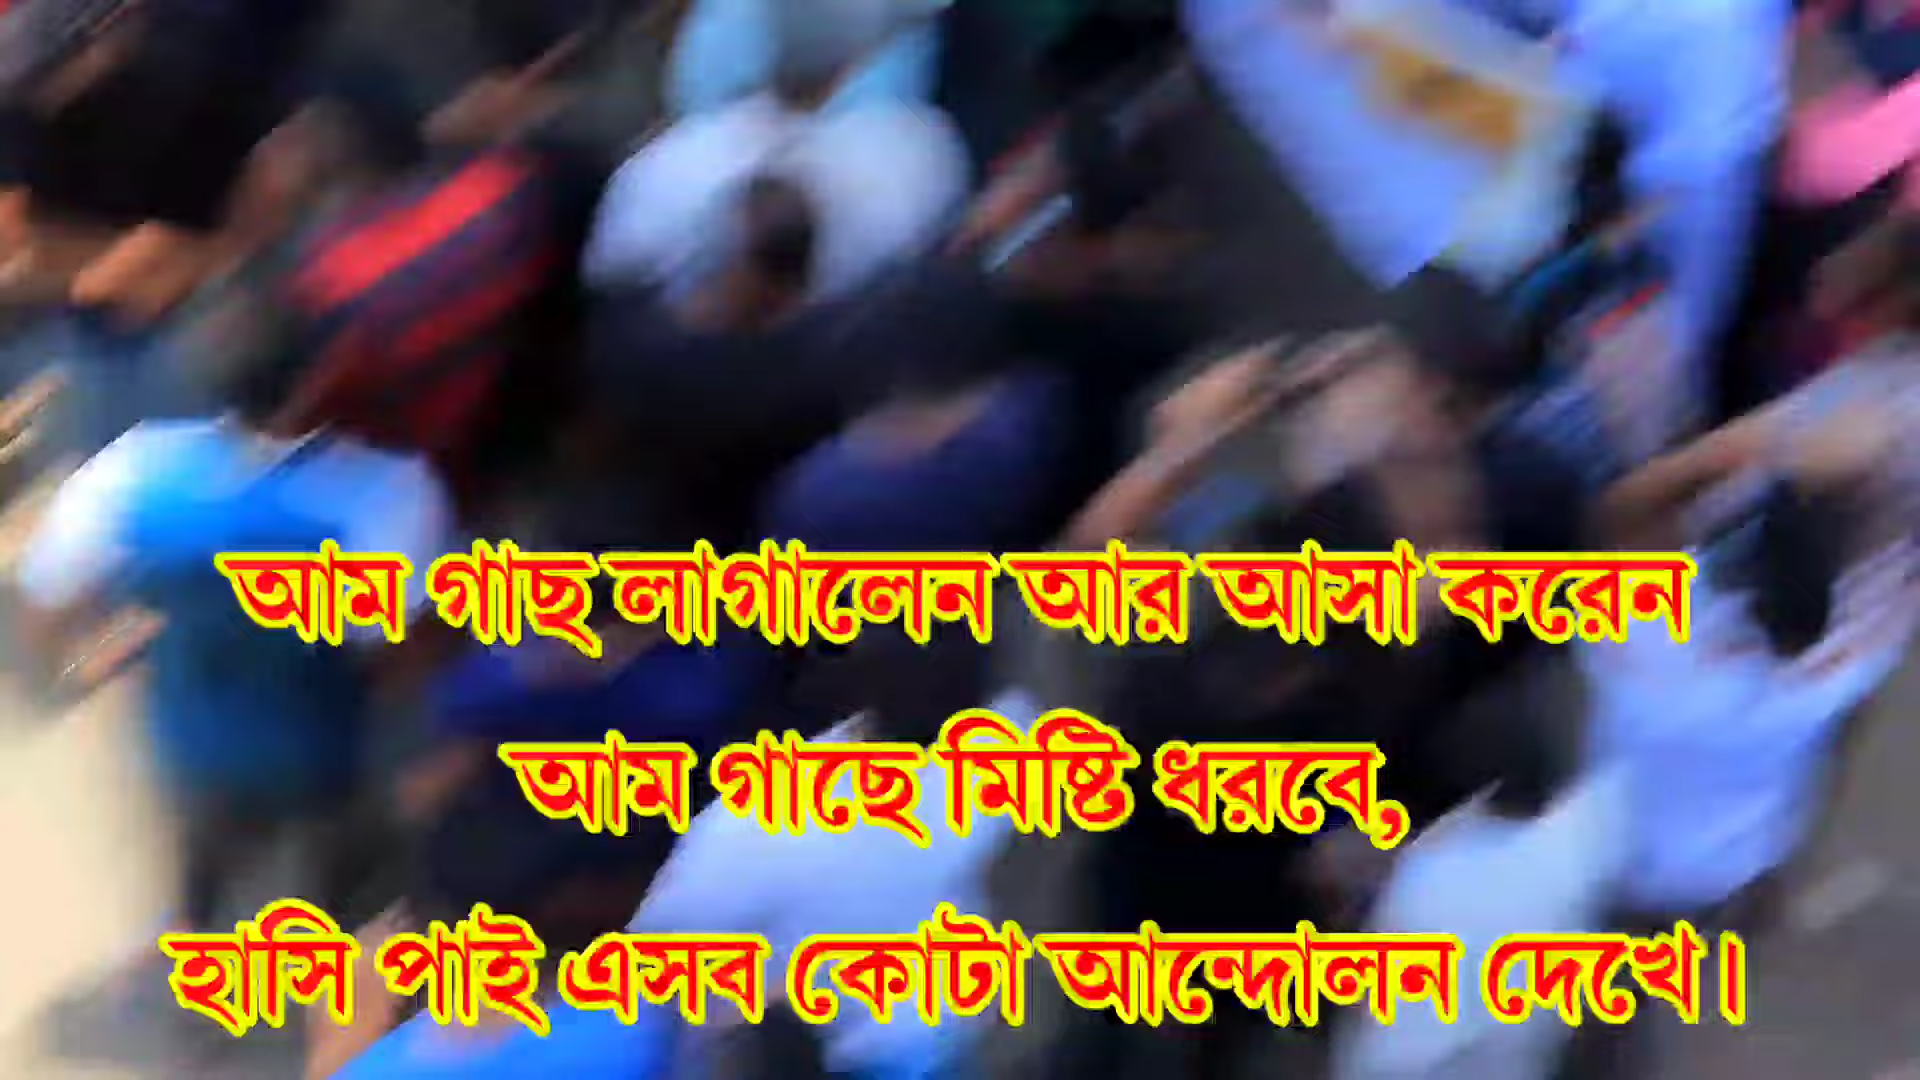 আম গাছ লাগালেন আর আসা করেন
আম গাছে মিষ্টি ধরবে,
হাসি পাই এসব কোটা আন্দোলন দেখে।